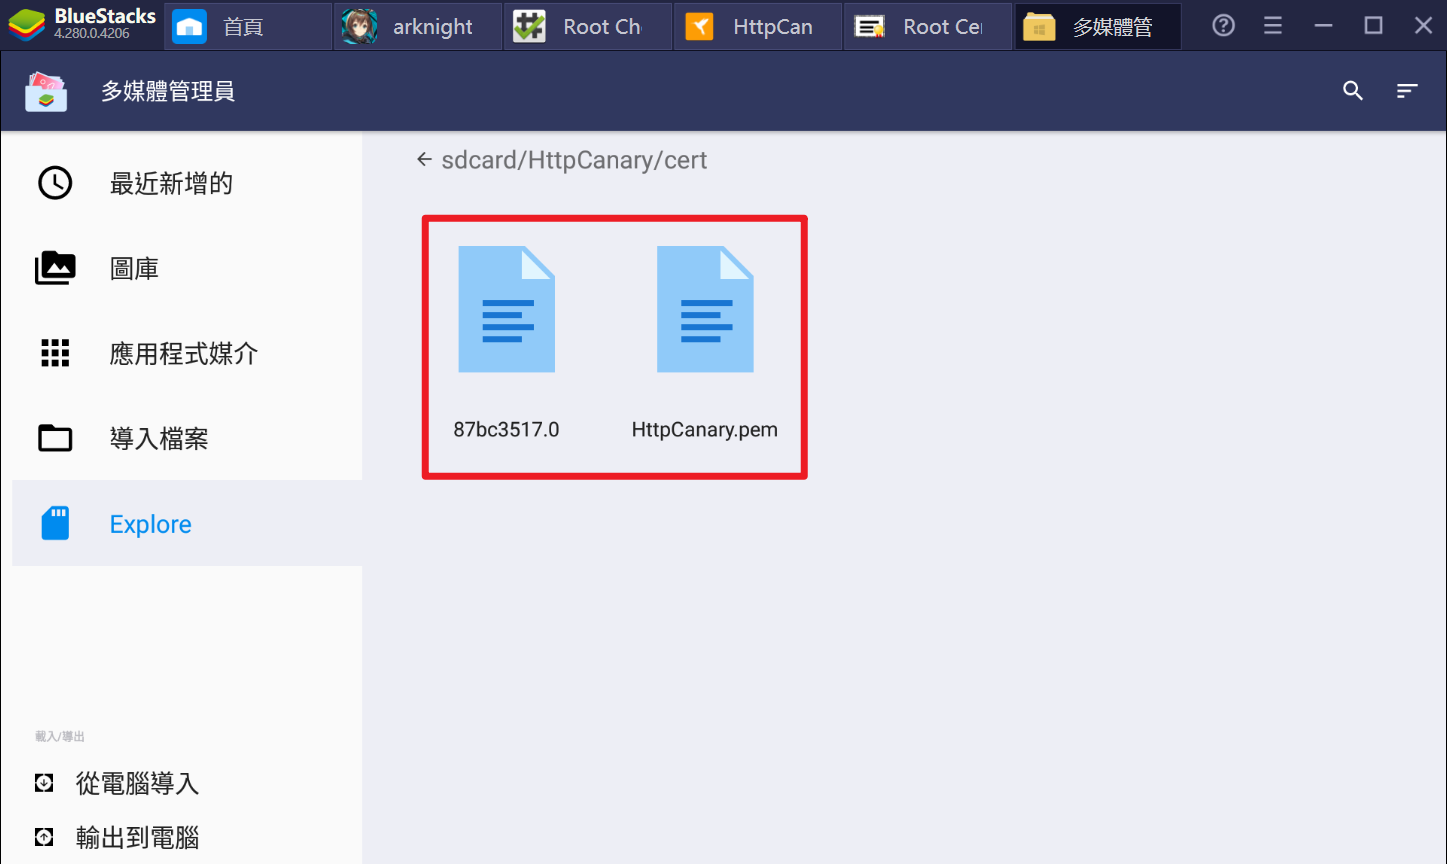 BlueStacks
4.280.0.4206
首頁
arknight
Root Ch
HttpCan
Root Cer
多媒體管
多媒體管理員
sdcard/HttpCanary/cert
最近新增的
圖庫
應用程式媒介
導入檔案
Explore
87bc3517.0
HttpCanary.pem
載入/導出
從電腦導入
輸出到電腦